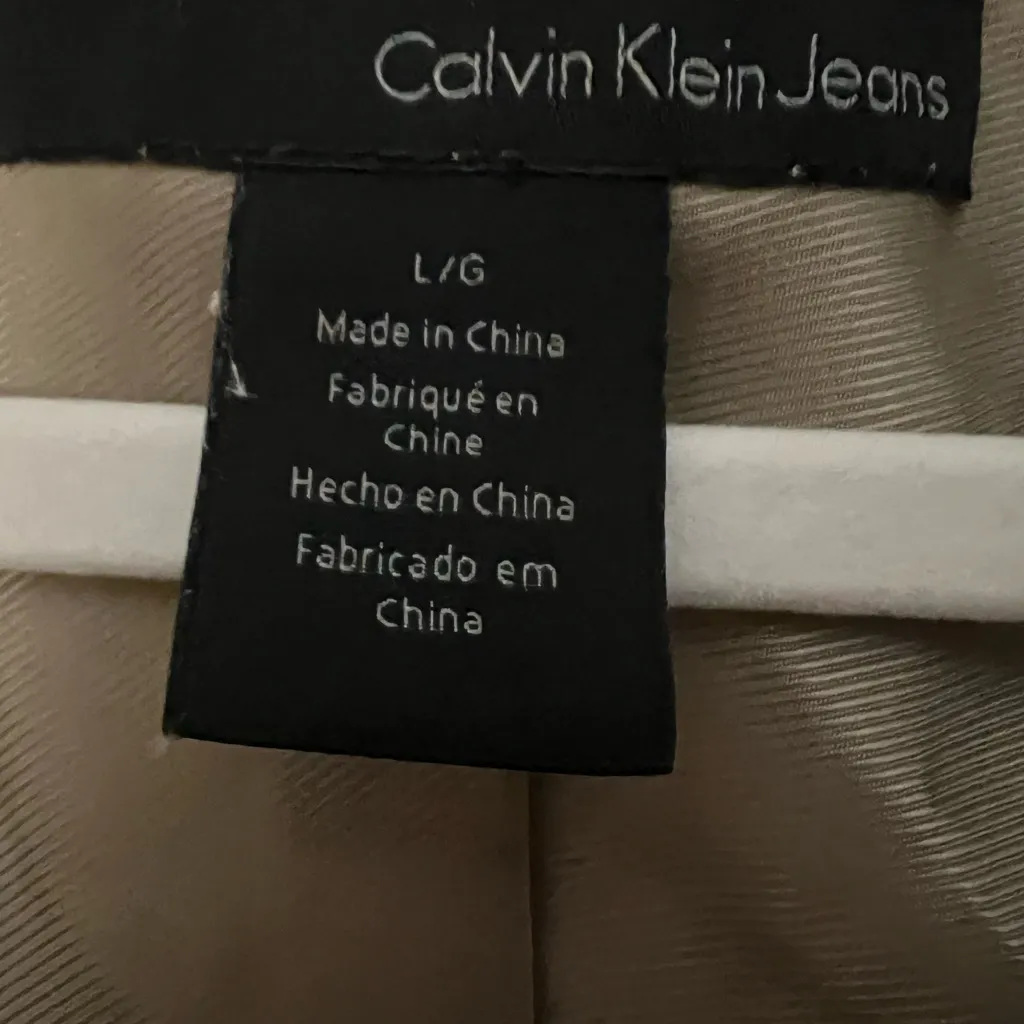 Calvin Klein Jeans
L/G
Made in China
Fabriqué en
Chine
Hecho en China
Fabricado em
China